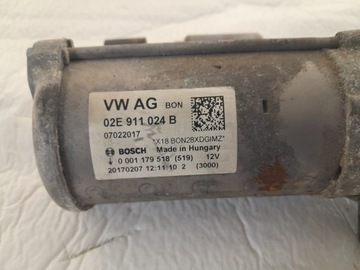 VW AG BON
02E 911 024 B
07022017
*X18 BON28XDGIMZ*
BOSCH Made in Hungary
0 001 179 518 (519) 12V
20170207 12 11 10 2 (3000)